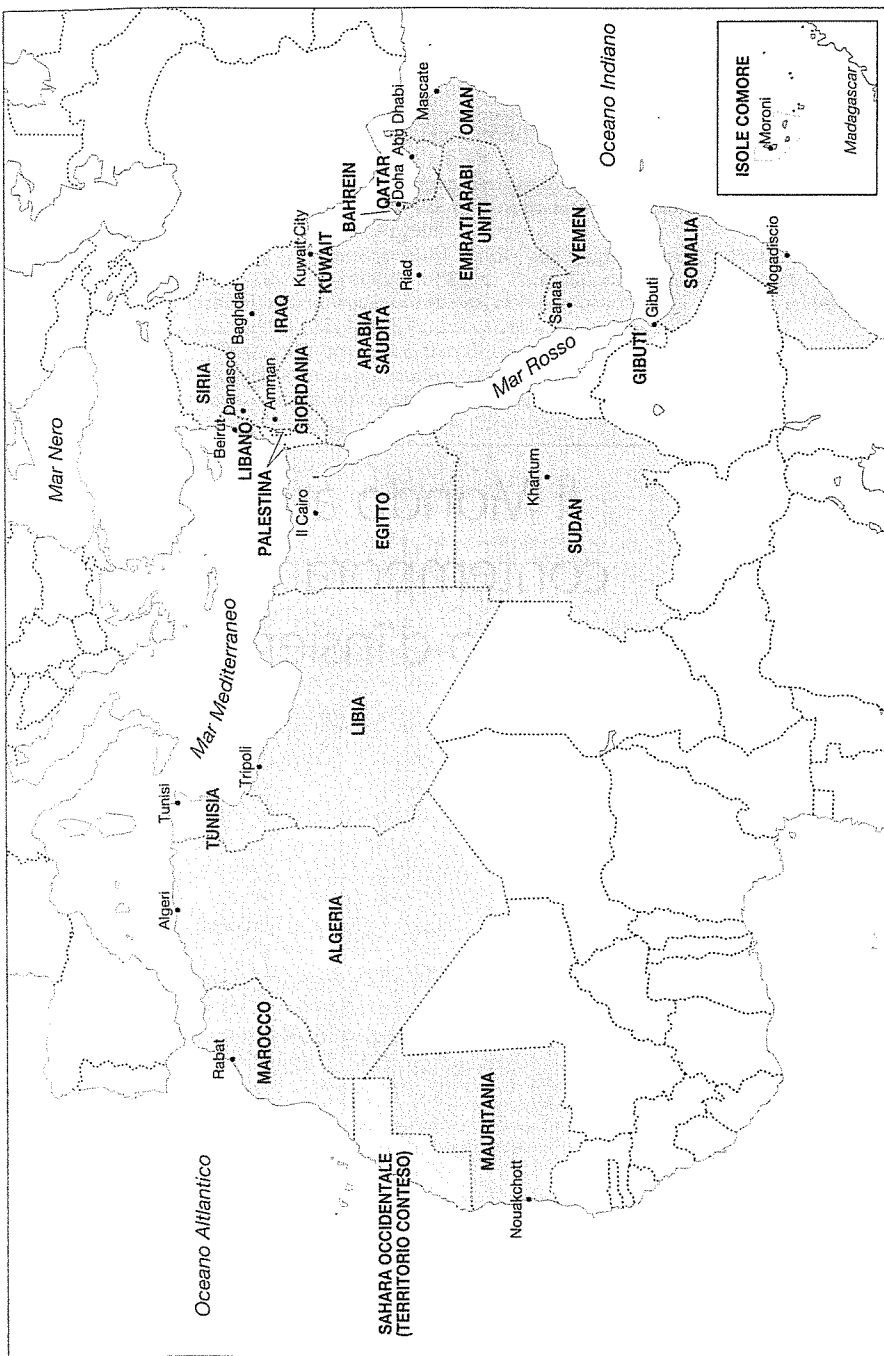 Oceano Altlantico
Mar Nero
Mar Mediterraneo
Mar Rosso
Oceano Indiano
Rabat
MAROCCO
Algeri
ALGERIA
Tunisi
TUNISIA
Tripoli
LIBIA
SAHARA OCCIDENTALE
(TERRITORIO CONTESO)
MAURITANIA
Nouakchott
Il Cairo
EGITTO
Khartum
SUDAN
PALESTINA
LIBANO
Beirut
Damasco
SIRIA
Amman
GIORDANIA
Baghdad
IRAQ
Kuwait City
KUWAIT
ARABIA
SAUDITA
Riad
BAHREIN
QATAR
Doha
Abu Dhabi
EMIRATI ARABI
UNITI
Mascate
OMAN
YEMEN
Sanaa
GIBUTI
Gibuti
SOMALIA
Mogadiscio
ISOLE COMORE
Moroni
Madagascar